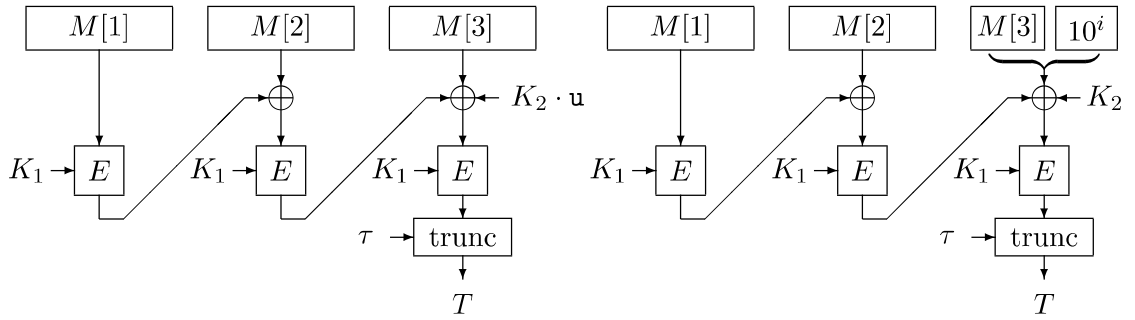 M[1] M[2] M[3] M[1] M[2] M[3] 10^i
K_2 · u K_2
K_1 E K_1 E K_1 E K_1 E K_1 E K_1 E
τ trunc τ trunc
T T